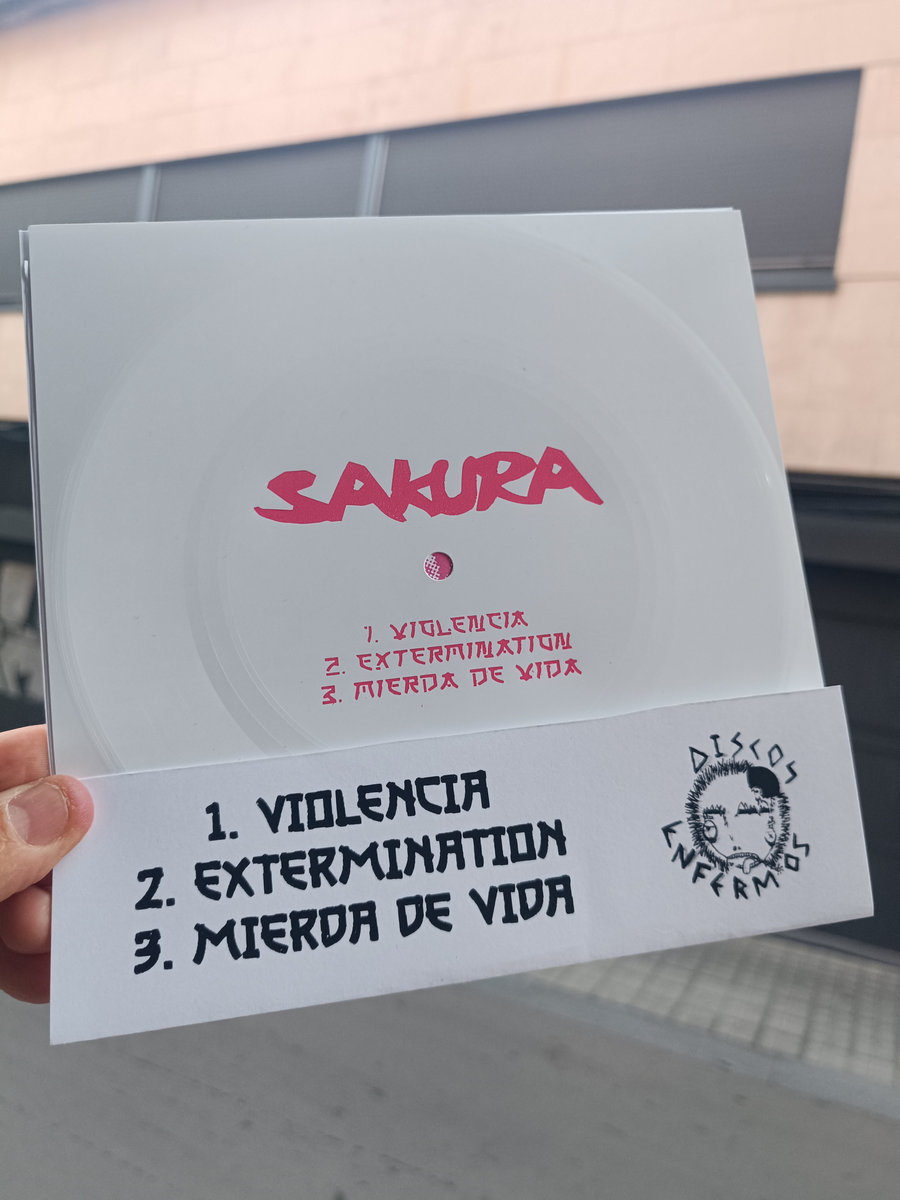 SAKURA
1. VIOLENCIA
2. EXTERMINATION
3. MIERDA DE VIDA
1. VIOLENCIA
2. EXTERMINATION
3. MIERDA DE VIDA
DISCOS
ENFERMOS